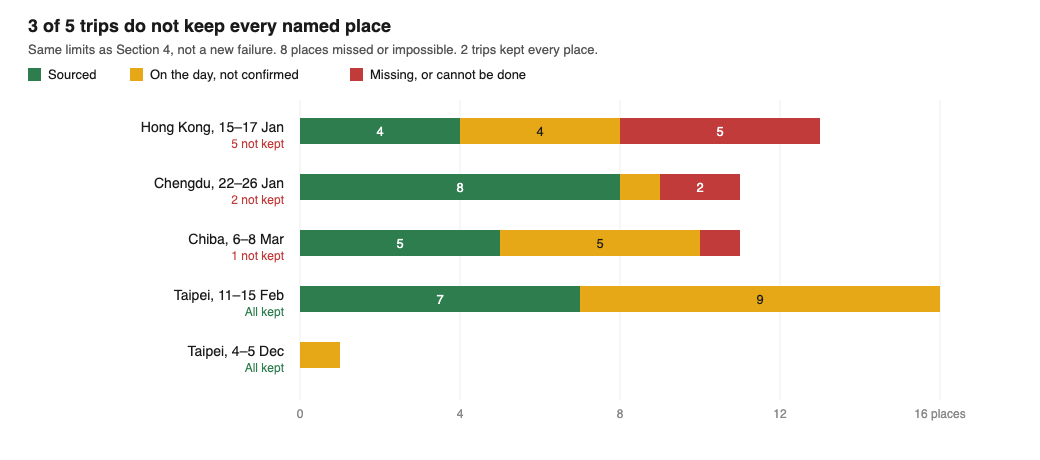 3 of 5 trips do not keep every named place
Same limits as Section 4, not a new failure. 8 places missed or impossible. 2 trips kept every place.
Sourced On the day, not confirmed Missing, or cannot be done
Hong Kong, 15–17 Jan 4 4 5
5 not kept
Chengdu, 22–26 Jan 8 2
2 not kept
Chiba, 6–8 Mar 5 5
1 not kept
Taipei, 11–15 Feb 7 9
All kept
Taipei, 4–5 Dec
All kept
0 4 8 12 16 places